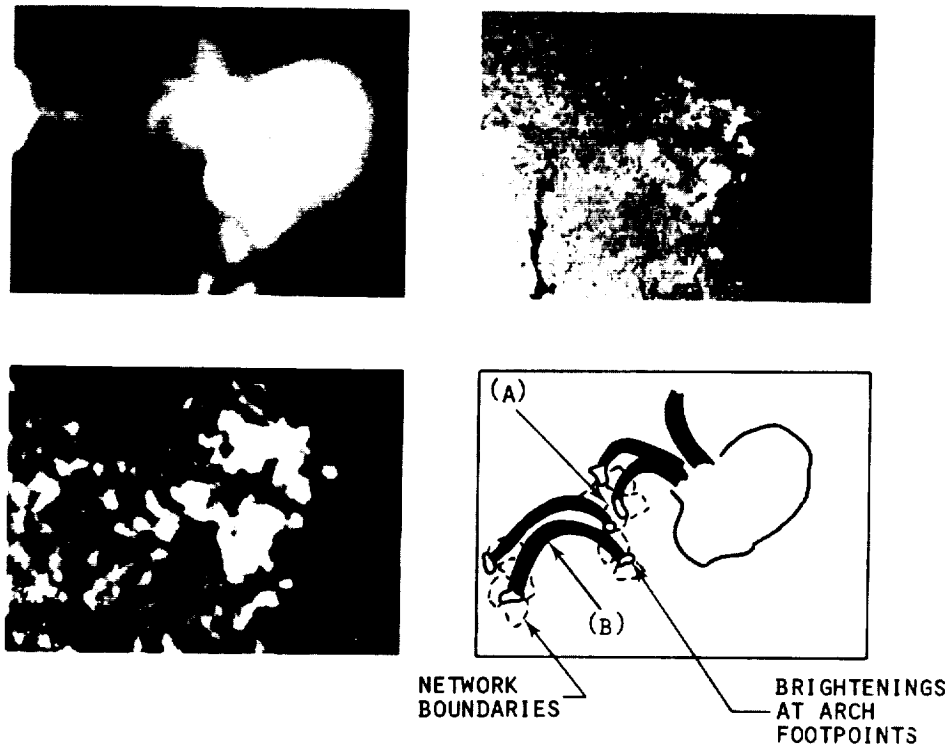 (A)
(B)
NETWORK
BOUNDARIES
BRIGHTENINGS
AT ARCH
FOOTPOINTS